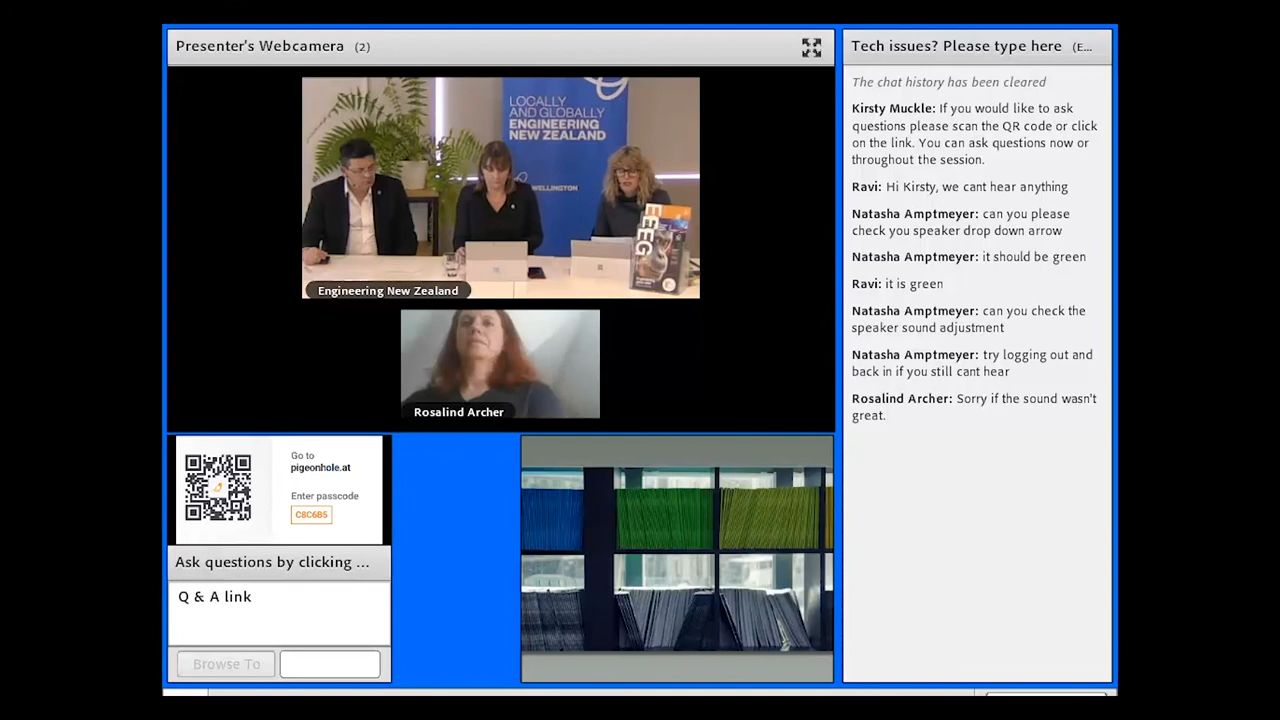 Presenter's Webcamera (2)
LOCALLY
AND GLOBALLY
ENGINEERING
NEW ZEALAND
WELLINGTON
EEEG
Engineering New Zealand
Rosalind Archer
Go to
pigeonhole.at
Enter passcode
C8C6B5
Ask questions by clicking ...
Q & A link
Browse To
Tech issues? Please type here (E...
The chat history has been cleared
Kirsty Muckle: If you would like to ask
questions please scan the QR code or click
on the link. You can ask questions now or
throughout the session.
Ravi: Hi Kirsty, we cant hear anything
Natasha Amptmeyer: can you please
check you speaker drop down arrow
Natasha Amptmeyer: it should be green
Ravi: it is green
Natasha Amptmeyer: can you check the
speaker sound adjustment
Natasha Amptmeyer: try logging out and
back in if you still cant hear
Rosalind Archer: Sorry if the sound wasn't
great.